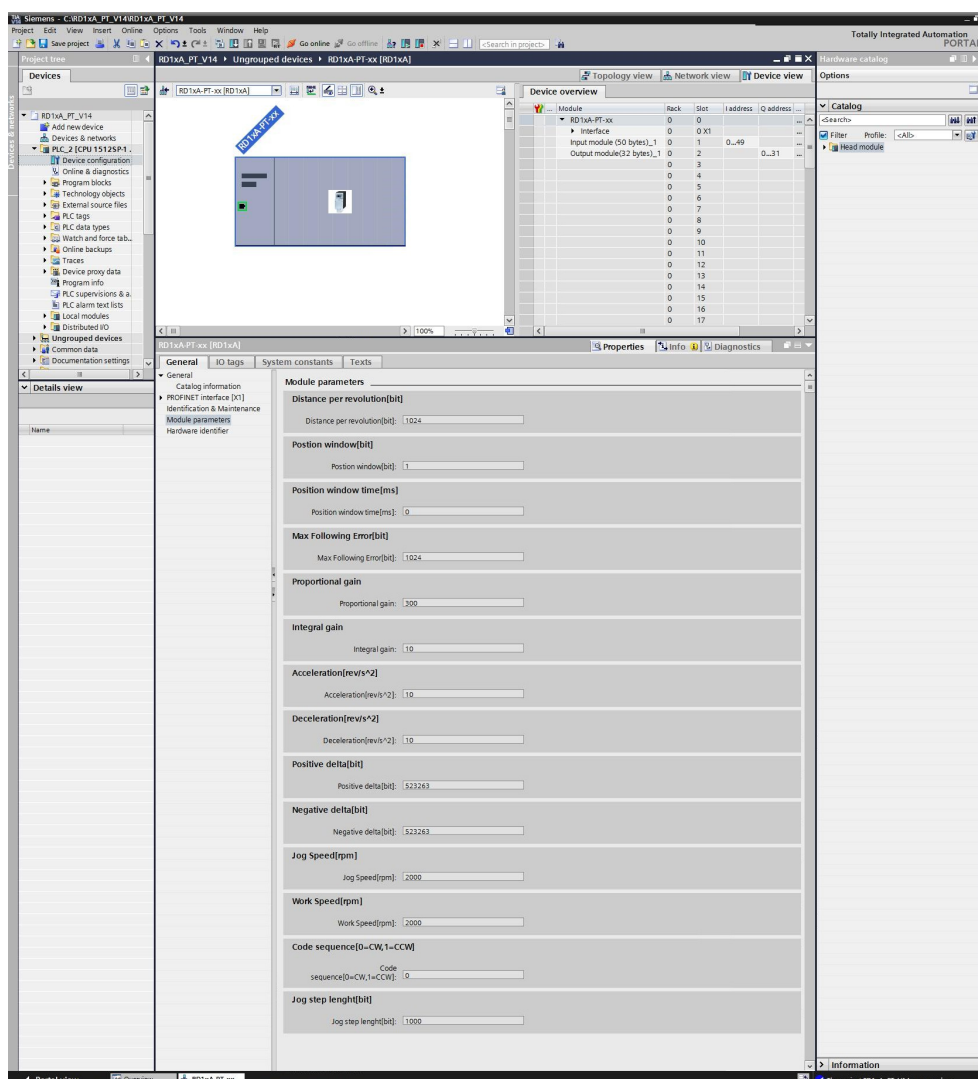 Siemens - C:\RD1xA_PT_V14\RD1xA_PT_V14
Project Edit View Insert Online Options Tools Window Help
Totally Integrated Automation
PORTAL
Save project
Go online
Go offline
<Search in project>
Project tree
RD1xA_PT_V14 Ungrouped devices RD1xA-PT-xx [RD1xA]
Hardware catalog
Devices
Topology view
Network view
Device view
Options
RD1xA-PT-xx [RD1xA]
Device overview
Devices & networks
Module Rack Slot I address Q address ...
Catalog
RD1xA_PT_V14
RD1xA-PT-xx 0 0
<Search>
Add new device
Interface 0 0 X1
Filter Profile: <All>
Devices & networks
Input module (50 bytes)_1 0 1 0...49
Head module
PLC_2 [CPU 1512SP-1 ...
Output module(32 bytes)_1 0 2 0...31
Device configuration
0 3
Online & diagnostics
0 4
Program blocks
0 5
Technology objects
0 6
External source files
0 7
PLC tags
0 8
PLC data types
0 9
Watch and force tab...
0 10
Online backups
0 11
Traces
0 12
Device proxy data
0 13
Program info
0 14
PLC supervisions & a.
0 15
PLC alarm text lists
0 16
Local modules
0 17
Distributed I/O
RD1xA-PT-xx
100%
Ungrouped devices
Common data
Documentation settings
RD1xA-PT-xx [RD1xA]
Properties
Info
Diagnostics
General IO tags System constants Texts
Details view
Name
General
Catalog information
PROFINET interface [X1]
Identification & Maintenance
Module parameters
Hardware identifier
Module parameters
Distance per revolution[bit]
Distance per revolution[bit]: 1024
Postion window[bit]
Postion window[bit]: 1
Position window time[ms]
Position window time[ms]: 0
Max Following Error[bit]
Max Following Error[bit]: 1024
Proportional gain
Proportional gain: 300
Integral gain
Integral gain: 10
Acceleration[rev/s^2]
Acceleration[rev/s^2]: 10
Deceleration[rev/s^2]
Deceleration[rev/s^2]: 10
Positive delta[bit]
Positive delta[bit]: 523263
Negative delta[bit]
Negative delta[bit]: 523263
Jog Speed[rpm]
Jog Speed[rpm]: 2000
Work Speed[rpm]
Work Speed[rpm]: 2000
Code sequence[0=CW,1=CCW]
Code
sequence[0=CW,1=CCW]: 0
Jog step lenght[bit]
Jog step lenght[bit]: 1000
Information